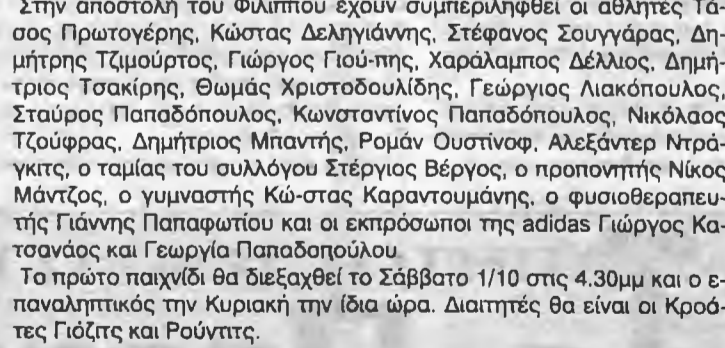 Στην αποστολή του Φιλίππου έχουν συμπεριληφθεί οι αθλητές Τά-
σος Πρωτογέρης, Κώστας Δεληγιάννης, Στέφανος Σουγγάρας, Δη-
μήτρης Τζιμούρτος, Γιώργος Γιού-πης, Χαράλαμπος Δέλλιος, Δημή-
τριος Τσακίρης, Θωμάς Χριστοδουλίδης, Γεώργιος Λιακόπουλος,
Σταύρος Παπαδόπουλος, Κωνσταντίνος Παπαδόπουλος, Νικόλαος
Τζούφρας, Δημήτριος Μπαντής, Ρομάν Ουστίνοφ, Αλεξάντερ Ντρά-
γκιτς, ο ταμίας του συλλόγου Στέργιος Βέργος, ο προπονητής Νίκος
Μάντζος, ο γυμναστής Κώ-στας Καραντουμάνης, ο φυσιοθεραπευ-
τής Γιάννης Παπαφωτίου και οι εκπρόσωποι της adidas Γιώργος Κα-
τσανάος και Γεωργία Παπαδοπούλου
Το πρώτο παιχνίδι θα διεξαχθεί το Σάββατο 1/10 στις 4.30μμ και ο ε-
παναληπτικός την Κυριακή την ίδια ώρα. Διαιτητές θα είναι οι Κροά-
τες Γιόζιτς και Ρούντιτς.